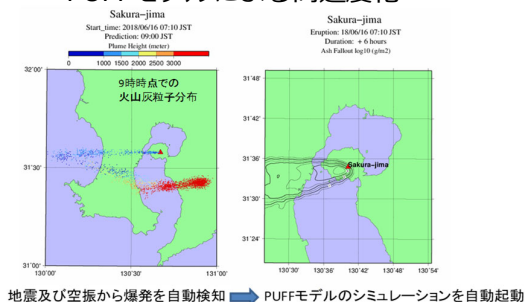 Sakura-jima
Start_time: 2018/06/16 07:10 JST
Prediction: 09:00 JST
Plume Height (meter)
0 1000 1500 2000 2500 3000
32˚00'
31˚30'
31˚00'
130˚00' 130˚30' 131˚00'
9時時点での
火山灰粒子分布
Sakura-jima
Eruption: 18/06/16 07:10 JST
Duration: + 6 hours
Ash Fallout log10 (g/m2)
31˚48'
31˚42'
31˚36'
31˚30'
31˚24'
130˚30' 130˚36' 130˚42' 130˚48' 130˚54'
Sakura-jima
地震及び空振から爆発を自動検知 PUFFモデルのシミュレーションを自動起動